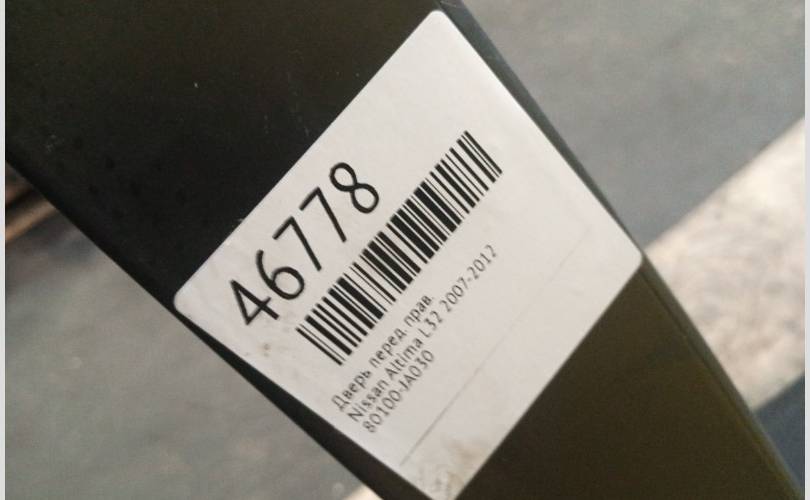 46778
Дверь перед. прав.
Nissan Altima L32 2007-2012
80100-JA030